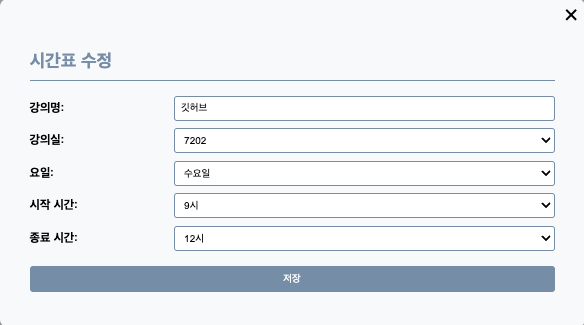 시간표 수정
강의명: 깃허브
강의실: 7202
요일: 수요일
시작 시간: 9시
종료 시간: 12시
저장